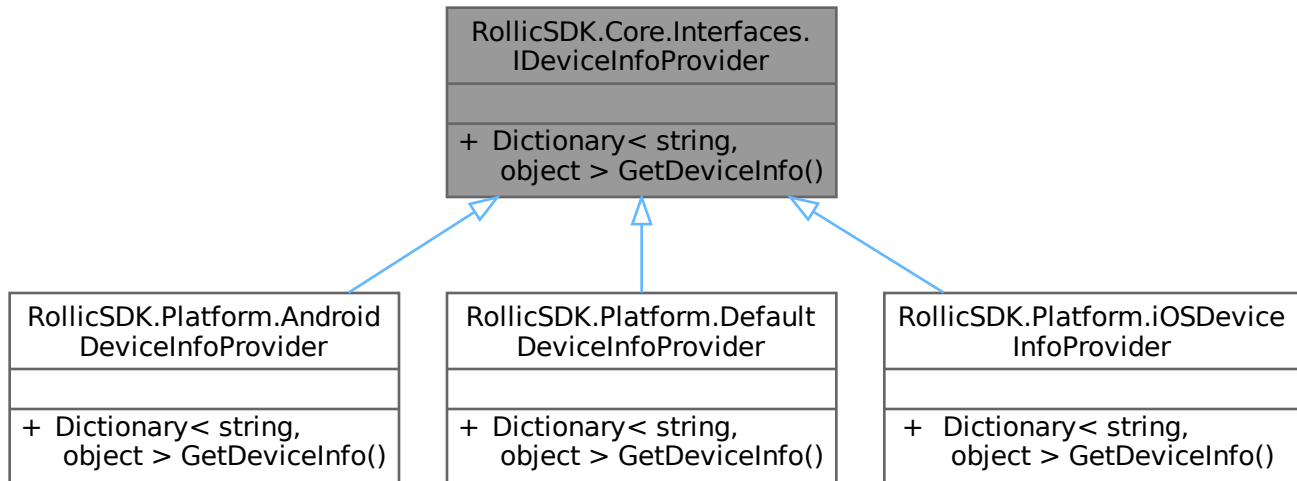 RollicSDK.Core.Interfaces.
IDeviceInfoProvider
+ Dictionary< string,
object > GetDeviceInfo()
RollicSDK.Platform.Android
DeviceInfoProvider
+ Dictionary< string,
object > GetDeviceInfo()
RollicSDK.Platform.Default
DeviceInfoProvider
+ Dictionary< string,
object > GetDeviceInfo()
RollicSDK.Platform.iOSDevice
InfoProvider
+ Dictionary< string,
object > GetDeviceInfo()